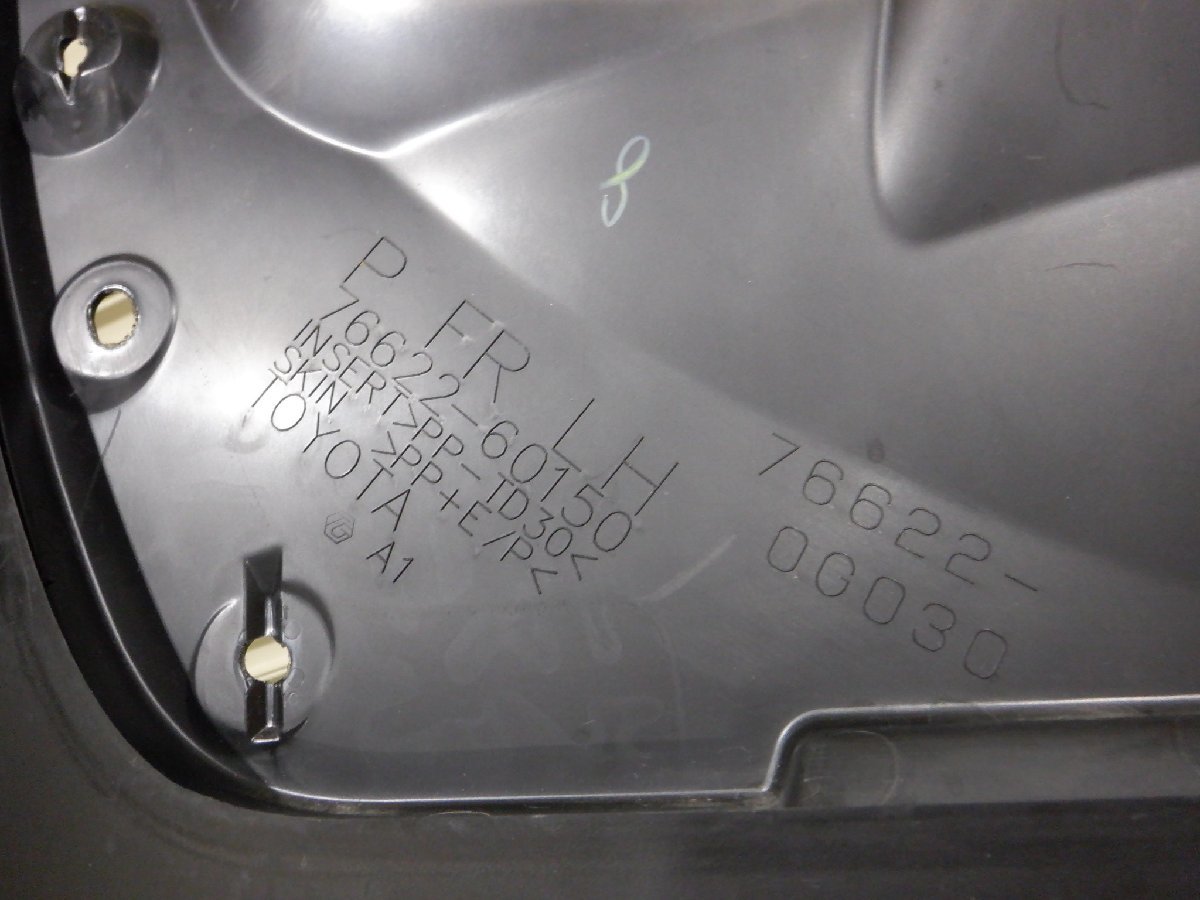 8
P FR LH
76622-60150
INSERT>PP-TD30<
SKIN >PP+E/P<
TOYOTA
A1
76622-
0G030